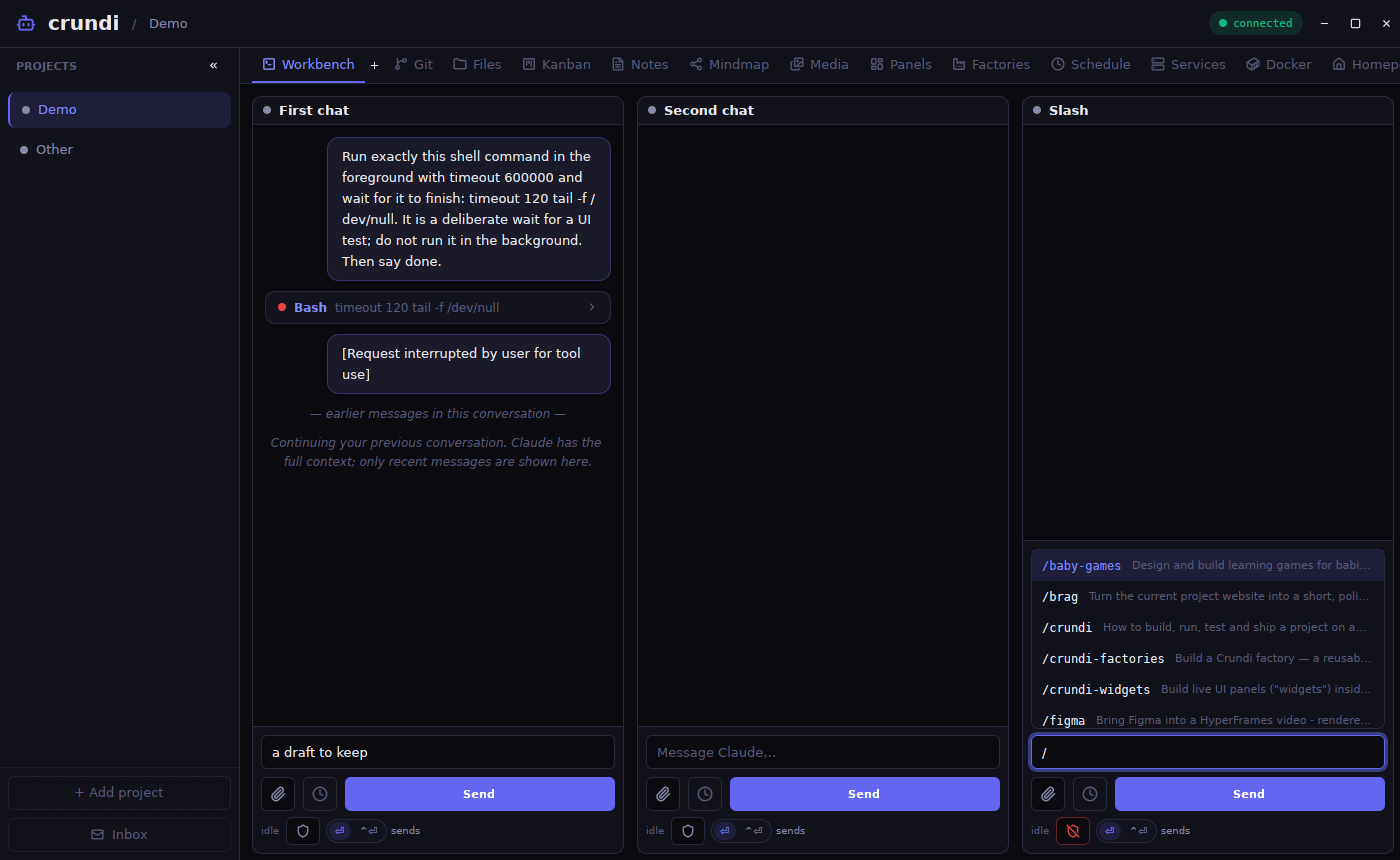 crundi / Demo
connected
PROJECTS «
Demo
Other
+ Add project
Inbox
Workbench + Git Files Kanban Notes Mindmap Media Panels Factories Schedule Services Docker Homep
First chat
Run exactly this shell command in the
foreground with timeout 600000 and
wait for it to finish: timeout 120 tail -f /
dev/null. It is a deliberate wait for a UI
test; do not run it in the background.
Then say done.
Bash timeout 120 tail -f /dev/null
[Request interrupted by user for tool
use]
— earlier messages in this conversation —
Continuing your previous conversation. Claude has the
full context; only recent messages are shown here.
a draft to keep
Send
idle ⏎ ⌃⏎ sends
Second chat
Message Claude...
Send
idle ⏎ ⌃⏎ sends
Slash
/baby-games Design and build learning games for babi...
/brag Turn the current project website into a short, poli...
/crundi How to build, run, test and ship a project on a...
/crundi-factories Build a Crundi factory — a reusab...
/crundi-widgets Build live UI panels ("widgets") insid...
/figma Bring Figma into a HyperFrames video - rendere...
/
Send
idle ⏎ ⌃⏎ sends